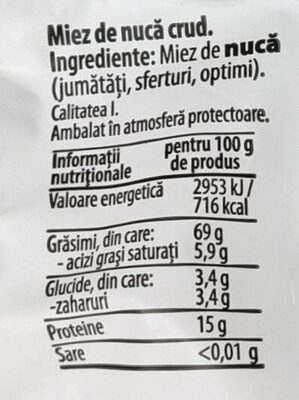 Miez de nucă crud.
Ingrediente: Miez de nucă
(jumătăți, sferturi, optimi).
Calitatea I.
Ambalat în atmosferă protectoare.
Informații nutriționale
pentru 100 g de produs
Valoare energetică 2953 kJ / 716 kcal
Grăsimi, din care: 69 g
- acizi grași saturați 5,9 g
Glucide, din care: 3,4 g
-zaharuri 3,4 g
Proteine 15 g
Sare <0,01 g